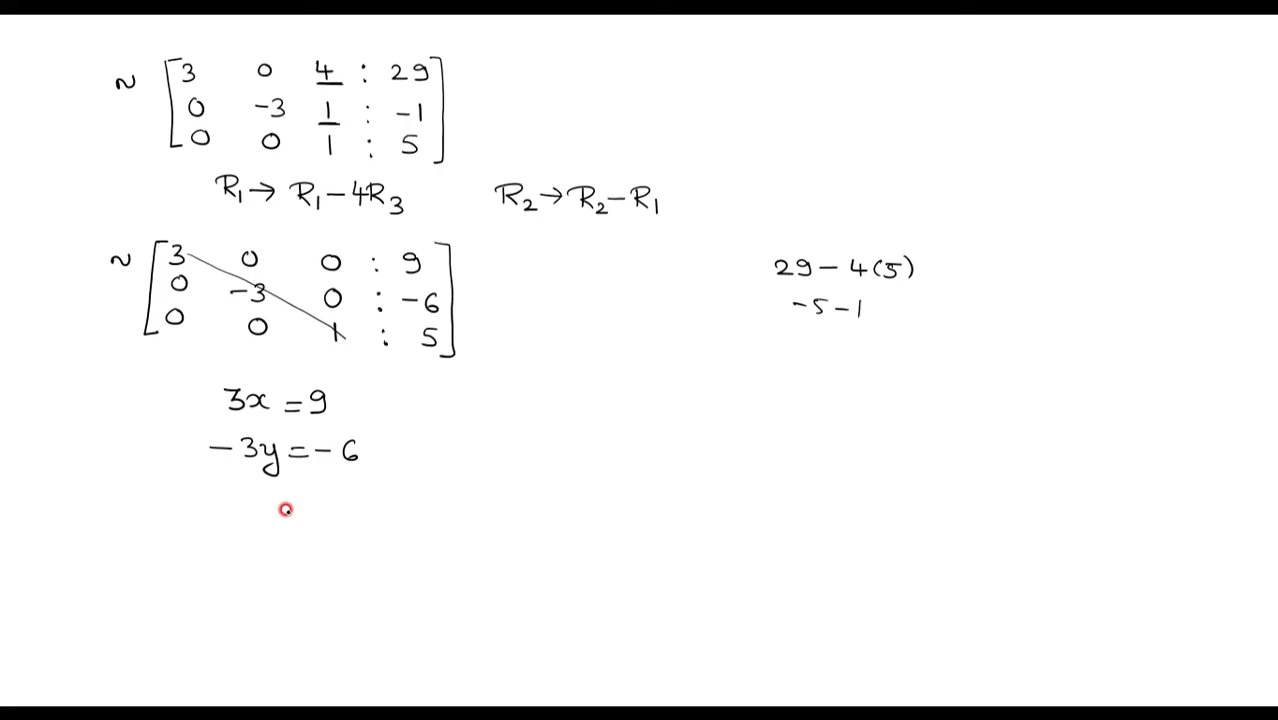 ~ [3 0 4 : 29]
[0 -3 1 : -1]
[0 0 1 : 5]
R₁→ R₁-4R₃ R₂→R₂-R₁
~ [3 0 0 : 9]
[0 -3 0 : -6]
[0 0 1 : 5]
29-4(5)
-5-1
3x = 9
-3y = -6